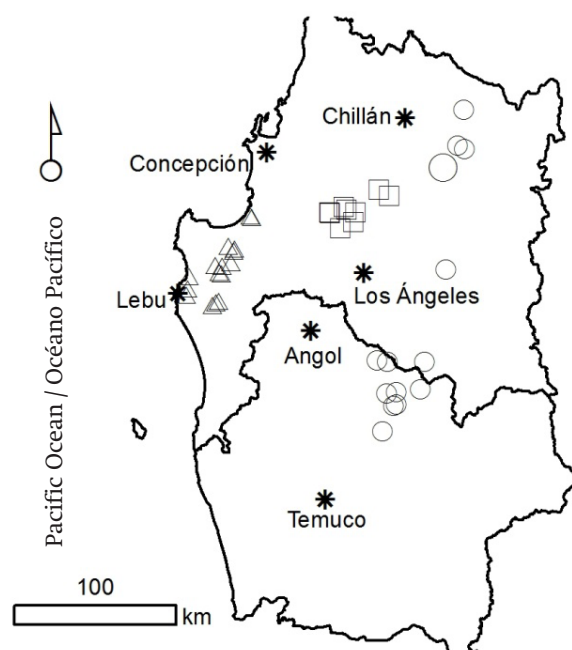 Chillán
Concepción
Lebu
Los Ángeles
Angol
Temuco
Pacific Ocean / Océano Pacífico
100
km